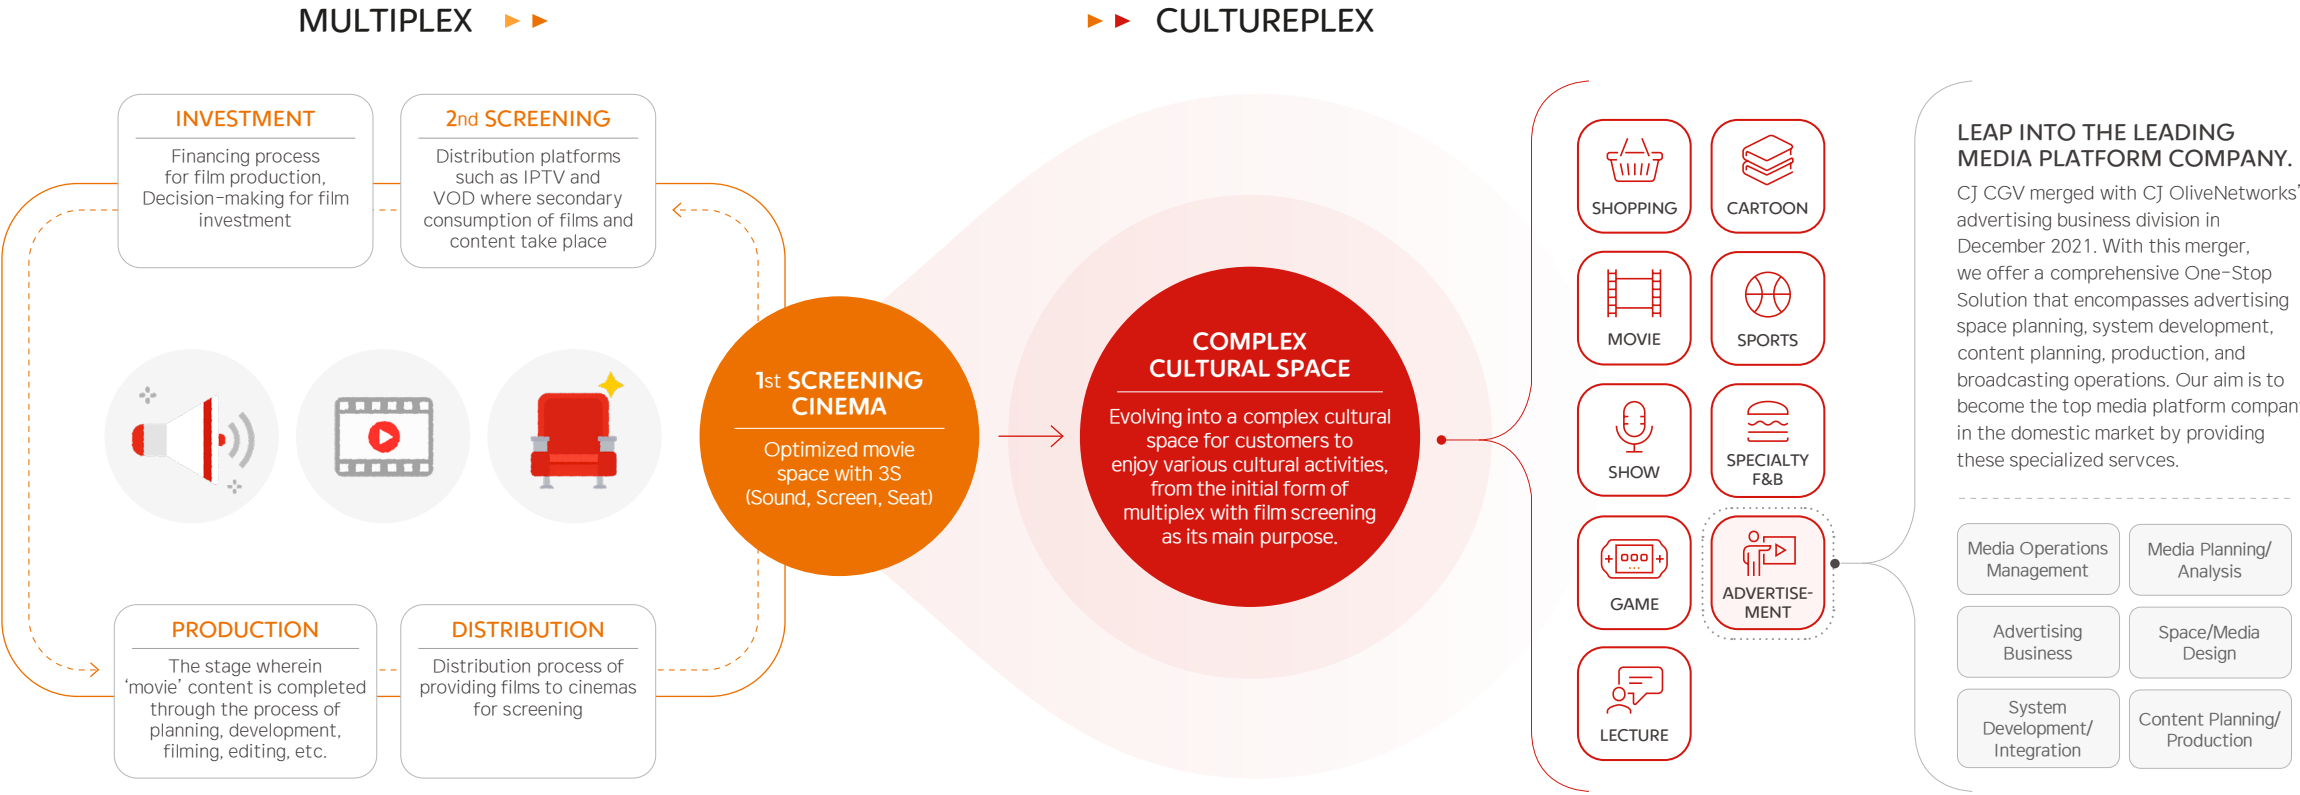 MULTIPLEX
CULTUREPLEX
INVESTMENT
Financing process
for film production,
Decision-making for film
investment
2nd SCREENING
Distribution platforms
such as IPTV and
VOD where secondary
consumption of films and
content take place
PRODUCTION
The stage wherein
‘movie’ content is completed
through the process of
planning, development,
filming, editing, etc.
DISTRIBUTION
Distribution process of
providing films to cinemas
for screening
1st SCREENING
CINEMA
Optimized movie
space with 3S
(Sound, Screen, Seat)
COMPLEX
CULTURAL SPACE
Evolving into a complex cultural
space for customers to
enjoy various cultural activities,
from the initial form of
multiplex with film screening
as its main purpose.
SHOPPING
CARTOON
MOVIE
SPORTS
SHOW
SPECIALTY
F&B
GAME
ADVERTISE-
MENT
LECTURE
LEAP INTO THE LEADING
MEDIA PLATFORM COMPANY.
CJ CGV merged with CJ OliveNetworks’
advertising business division in
December 2021. With this merger,
we offer a comprehensive One-Stop
Solution that encompasses advertising
space planning, system development,
content planning, production, and
broadcasting operations. Our aim is to
become the top media platform compan
in the domestic market by providing
these specialized servces.
Media Operations
Management
Media Planning/
Analysis
Advertising
Business
Space/Media
Design
System
Development/
Integration
Content Planning/
Production